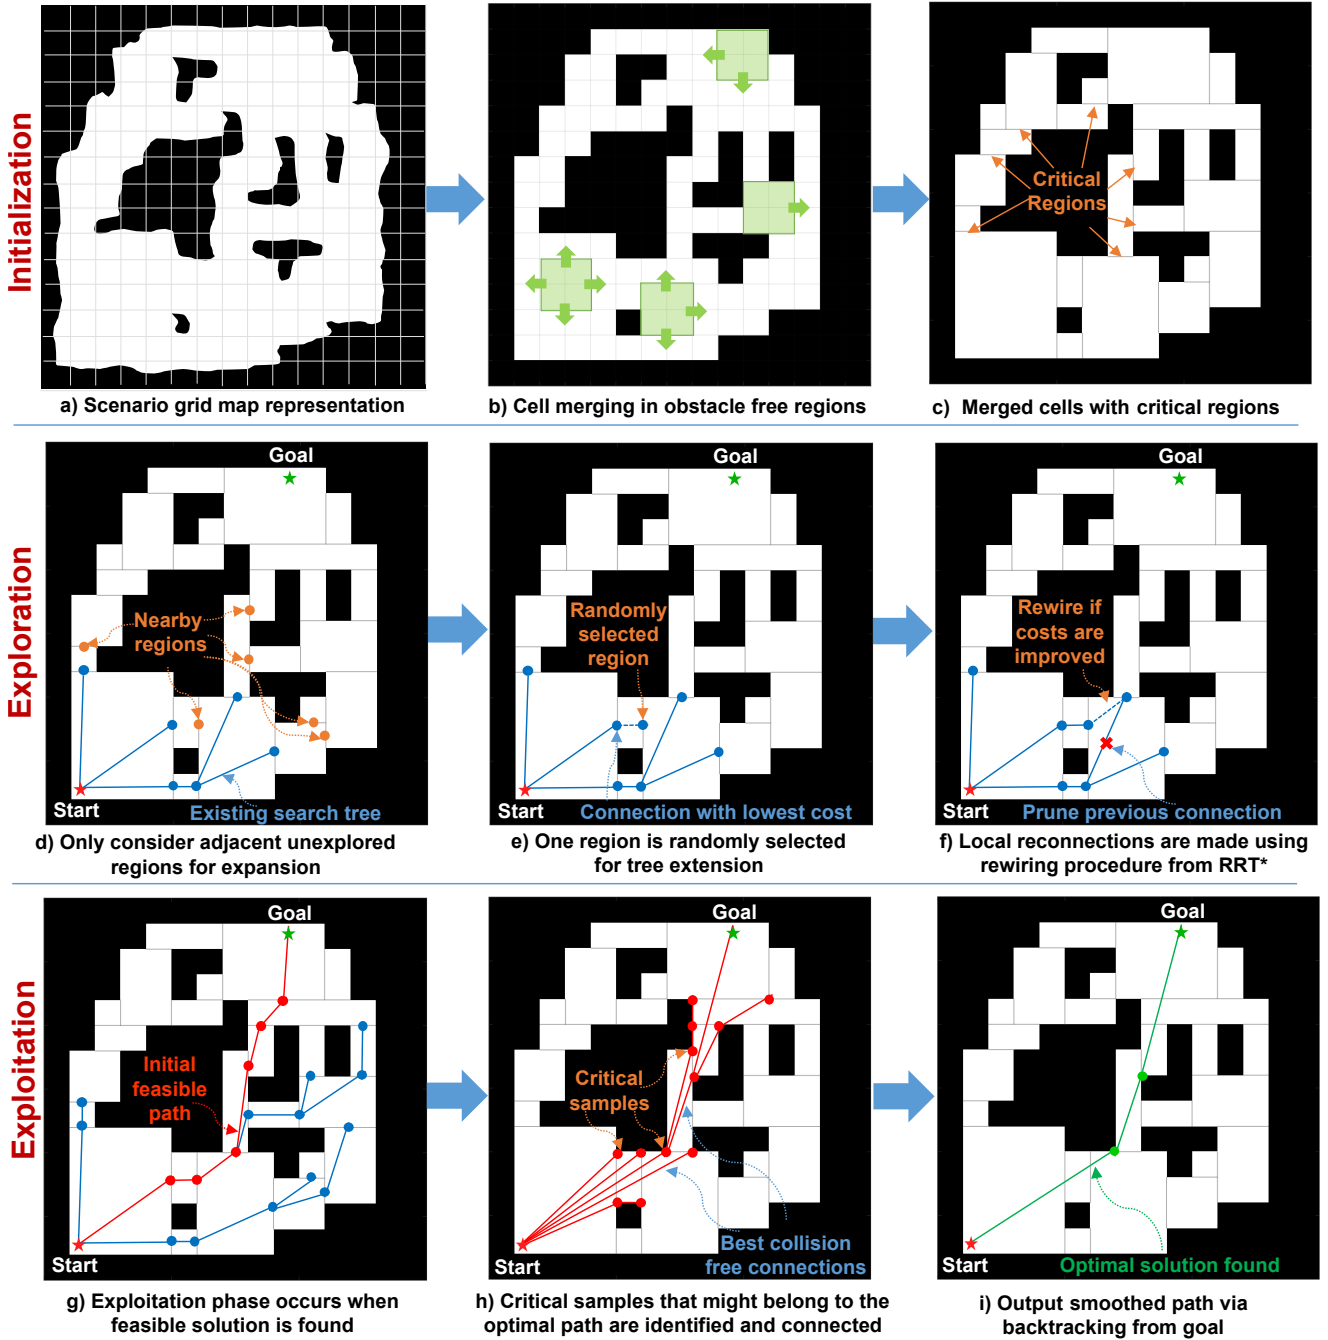 Initialization
Critical
Regions
a) Scenario grid map representation
b) Cell merging in obstacle free regions
c) Merged cells with critical regions
Exploration
Goal
Nearby
regions
Start
Existing search tree
Goal
Randomly
selected
region
Start
Connection with lowest cost
Goal
Rewire if
costs are
improved
Start
Prune previous connection
d) Only consider adjacent unexplored
regions for expansion
e) One region is randomly selected
for tree extension
f) Local reconnections are made using
rewiring procedure from RRT*
Exploitation
Goal
Initial
feasible
path
Start
Goal
Critical
samples
Best collision
free connections
Start
Goal
Start
Optimal solution found
g) Exploitation phase occurs when
feasible solution is found
h) Critical samples that might belong to the
optimal path are identified and connected
i) Output smoothed path via
backtracking from goal